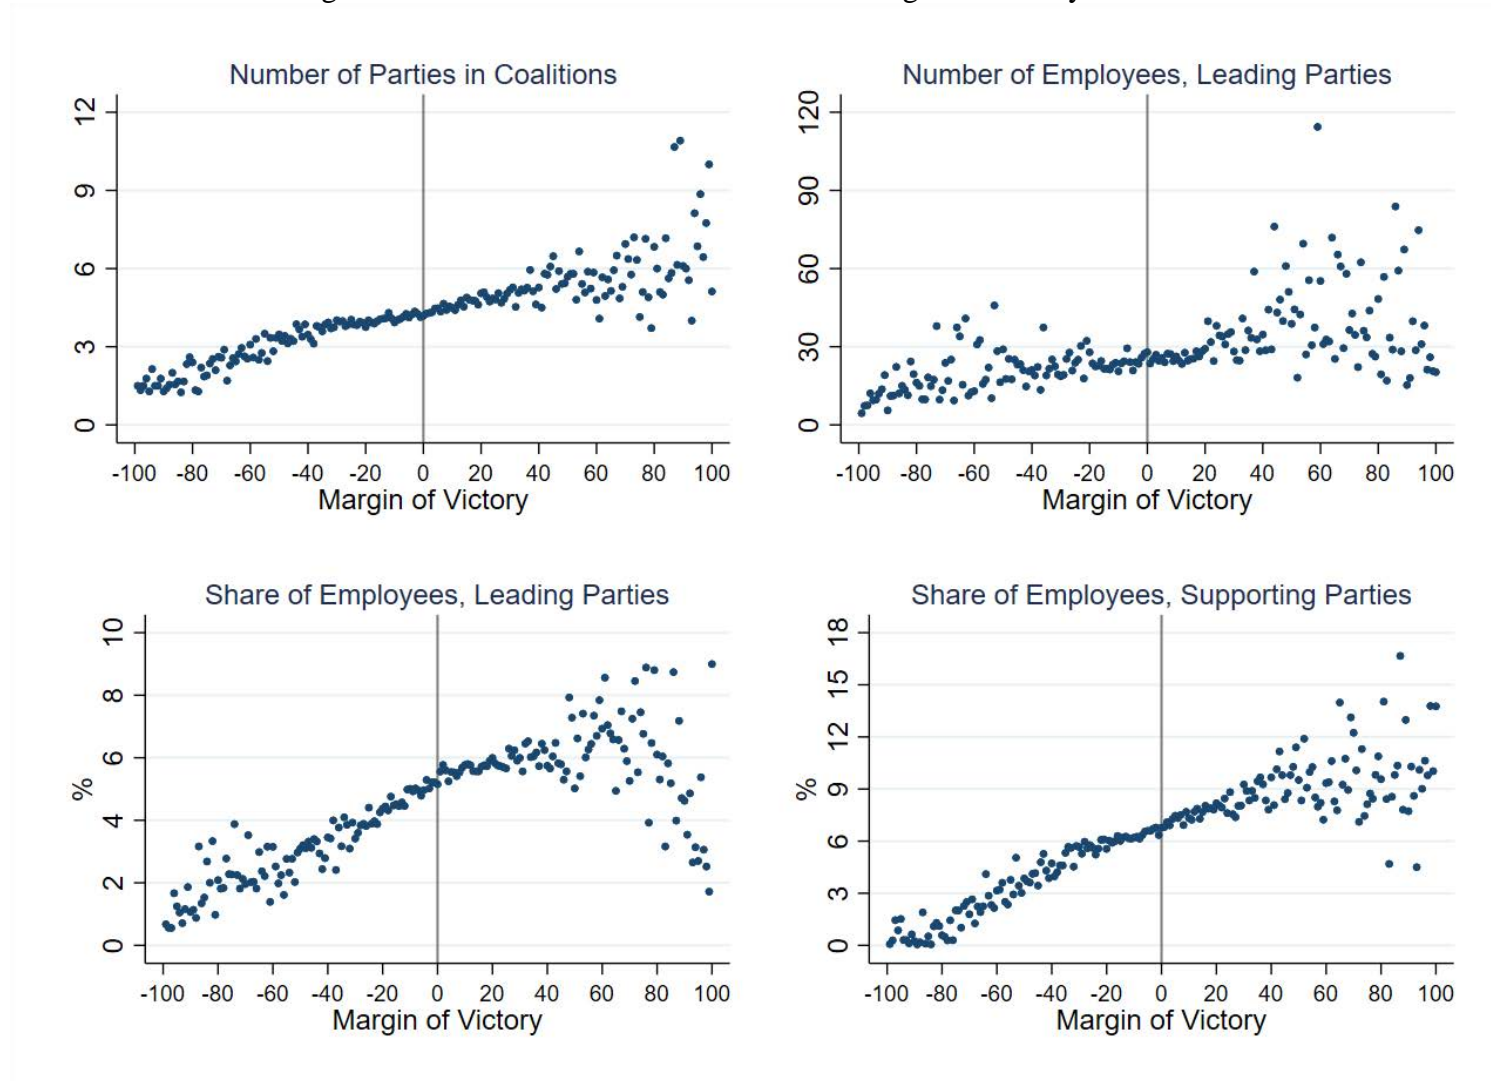 Number of Parties in Coalitions
12
9
6
3
0
-100 -80 -60 -40 -20 0 20 40 60 80 100
Margin of Victory
Number of Employees, Leading Parties
120
90
60
30
0
-100 -80 -60 -40 -20 0 20 40 60 80 100
Margin of Victory
Share of Employees, Leading Parties
%
10
8
6
4
2
0
-100 -80 -60 -40 -20 0 20 40 60 80 100
Margin of Victory
Share of Employees, Supporting Parties
%
18
15
12
9
6
3
0
-100 -80 -60 -40 -20 0 20 40 60 80 100
Margin of Victory